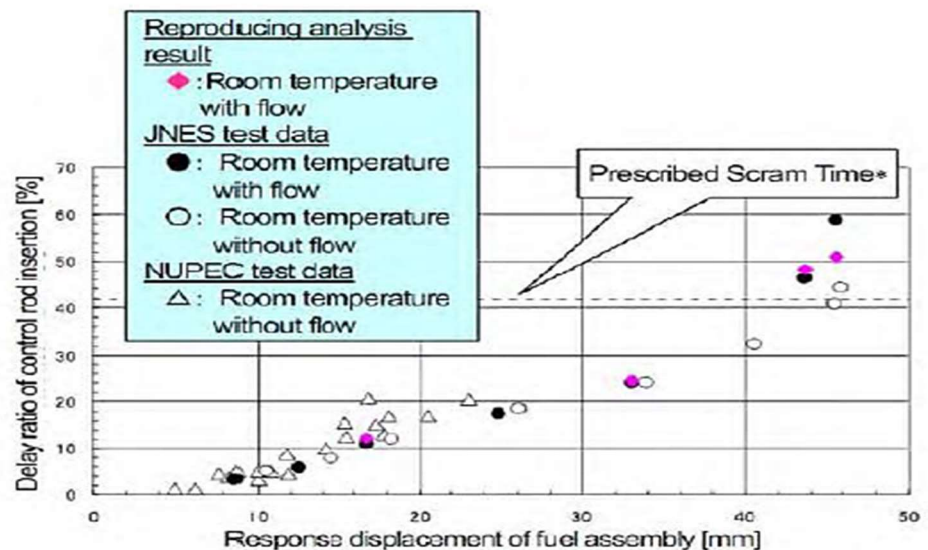 Reproducing analysis
result
◆:Room temperature
with flow
JNES test data
●: Room temperature
with flow
○: Room temperature
without flow
NUPEC test data
△: Room temperature
without flow
Prescribed Scram Time*
Delay ratio of control rod insertion [%]
70
60
50
40
30
20
10
0
0 10 20 30 40 50
Response displacement of fuel assembly [mm]